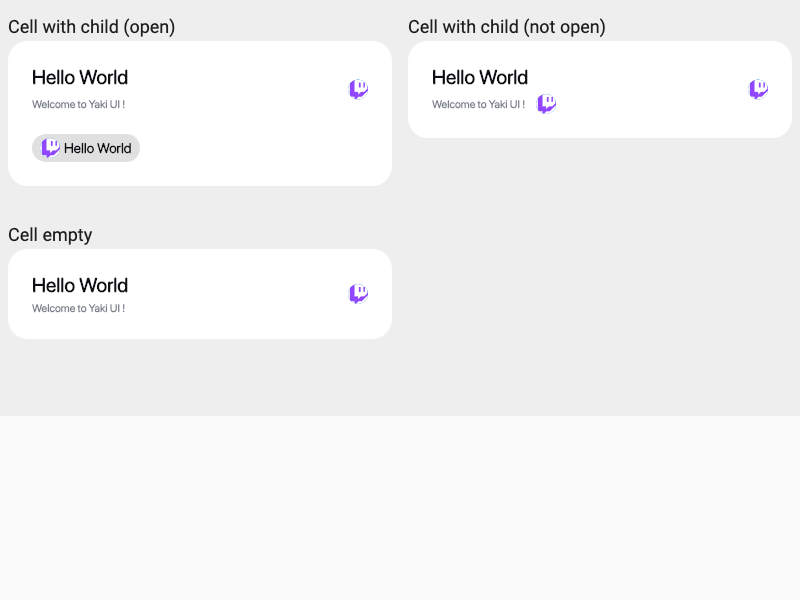 Cell with child (open)
Hello World
Welcome to Yaki UI !
Hello World
Cell with child (not open)
Hello World
Welcome to Yaki UI !
Cell empty
Hello World
Welcome to Yaki UI !